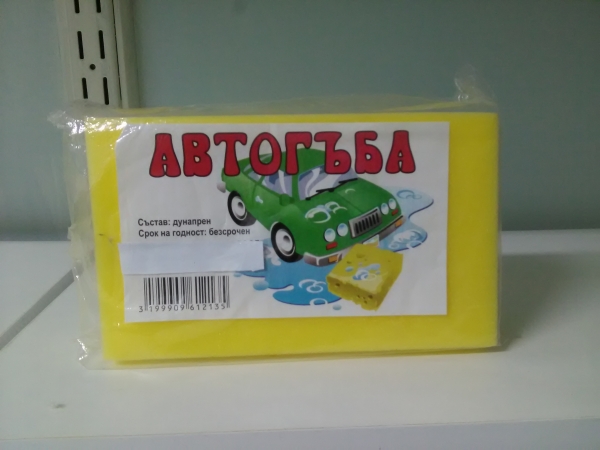 АВТОГЪБА
Състав: дунапрен
Срок на годност: безсрочен
3 199909 612135